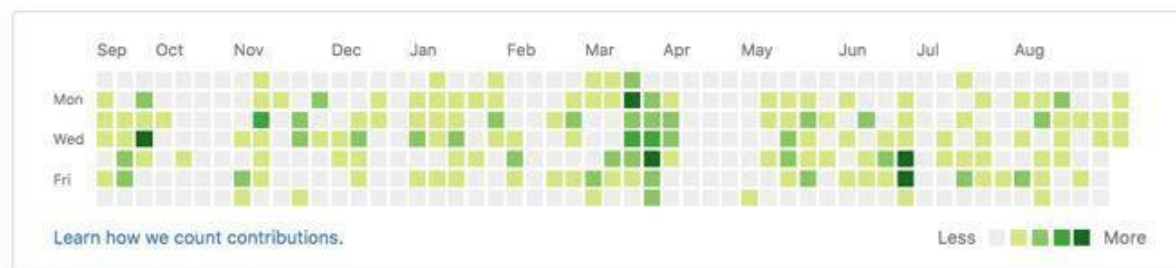 Sep Oct Nov Dec Jan Feb Mar Apr May Jun Jul Aug
Mon
Wed
Fri
Learn how we count contributions. Less More